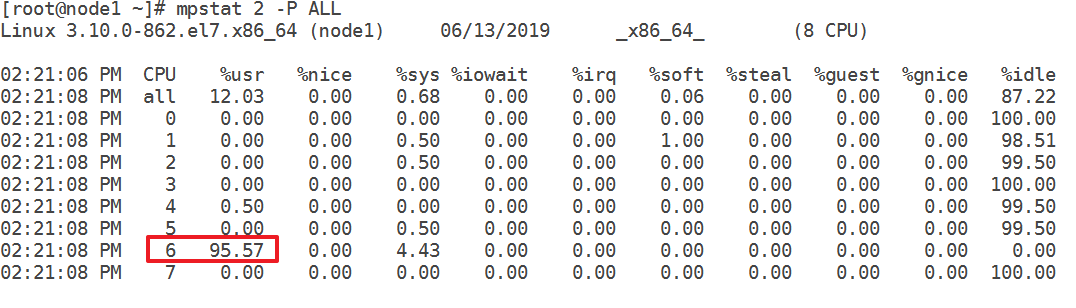 [root@node1 ~]# mpstat 2 -P ALL
Linux 3.10.0-862.el7.x86_64 (node1) 06/13/2019 _x86_64_ (8 CPU)
02:21:06 PM CPU %usr %nice %sys %iowait %irq %soft %steal %guest %gnice %idle
02:21:08 PM all 12.03 0.00 0.68 0.00 0.00 0.06 0.00 0.00 0.00 87.22
02:21:08 PM 0 0.00 0.00 0.00 0.00 0.00 0.00 0.00 0.00 0.00 100.00
02:21:08 PM 1 0.00 0.00 0.50 0.00 0.00 1.00 0.00 0.00 0.00 98.51
02:21:08 PM 2 0.00 0.00 0.50 0.00 0.00 0.00 0.00 0.00 0.00 99.50
02:21:08 PM 3 0.00 0.00 0.00 0.00 0.00 0.00 0.00 0.00 0.00 100.00
02:21:08 PM 4 0.50 0.00 0.00 0.00 0.00 0.00 0.00 0.00 0.00 99.50
02:21:08 PM 5 0.00 0.00 0.50 0.00 0.00 0.00 0.00 0.00 0.00 99.50
02:21:08 PM 6 95.57 0.00 4.43 0.00 0.00 0.00 0.00 0.00 0.00 0.00
02:21:08 PM 7 0.00 0.00 0.00 0.00 0.00 0.00 0.00 0.00 0.00 100.00